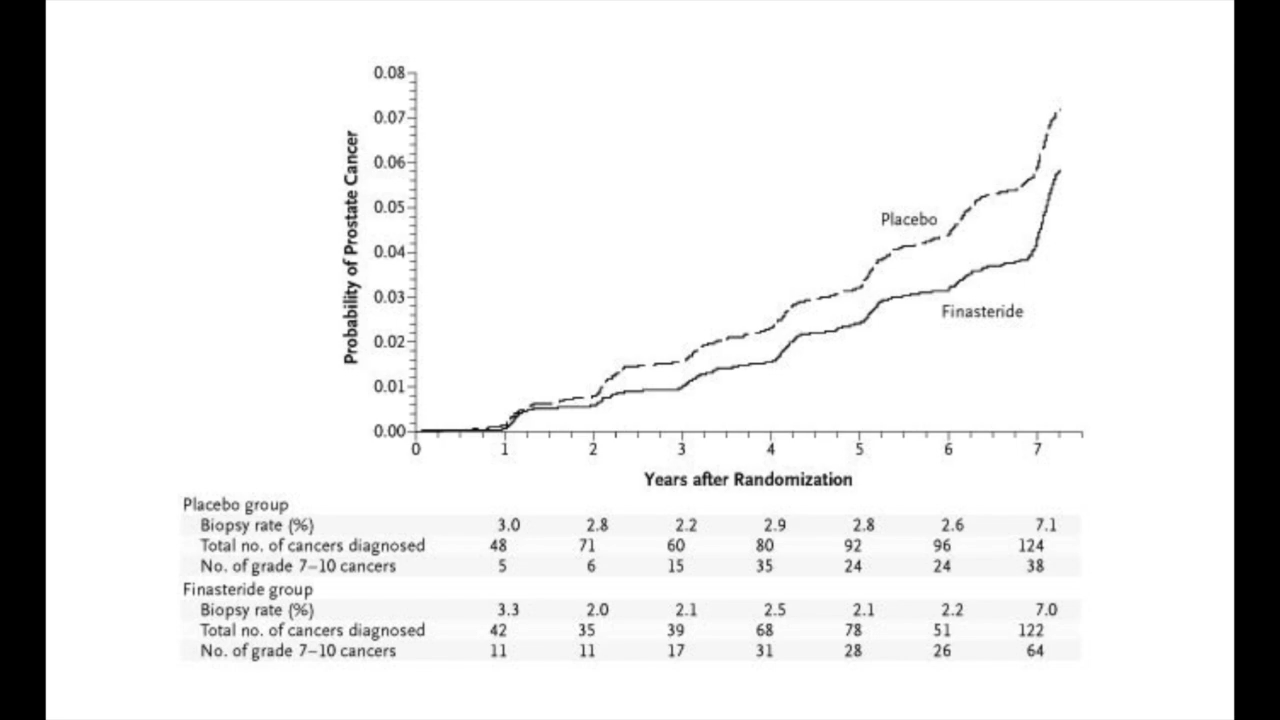 0.08
0.07
0.06
0.05
0.04
0.03
0.02
0.01
0.00
Probability of Prostate Cancer
Placebo
Finasteride
0 1 2 3 4 5 6 7
Years after Randomization
Placebo group
Biopsy rate (%) 3.0 2.8 2.2 2.9 2.8 2.6 7.1
Total no. of cancers diagnosed 48 71 60 80 92 96 124
No. of grade 7–10 cancers 5 6 15 35 24 24 38
Finasteride group
Biopsy rate (%) 3.3 2.0 2.1 2.5 2.1 2.2 7.0
Total no. of cancers diagnosed 42 35 39 68 78 51 122
No. of grade 7–10 cancers 11 11 17 31 28 26 64